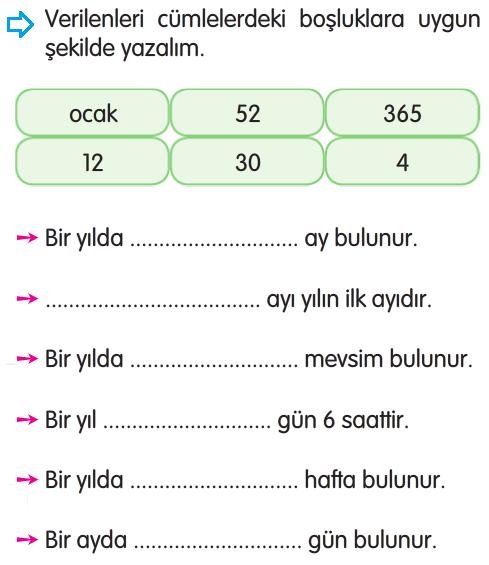 Verilenleri cümlelerdeki boşluklara uygun
şekilde yazalım.
ocak 52 365
12 30 4
Bir yılda ............................ ay bulunur.
.................................... ayı yılın ilk ayıdır.
Bir yılda ............................ mevsim bulunur.
Bir yıl ............................ gün 6 saattir.
Bir yılda ............................ hafta bulunur.
Bir ayda ............................ gün bulunur.